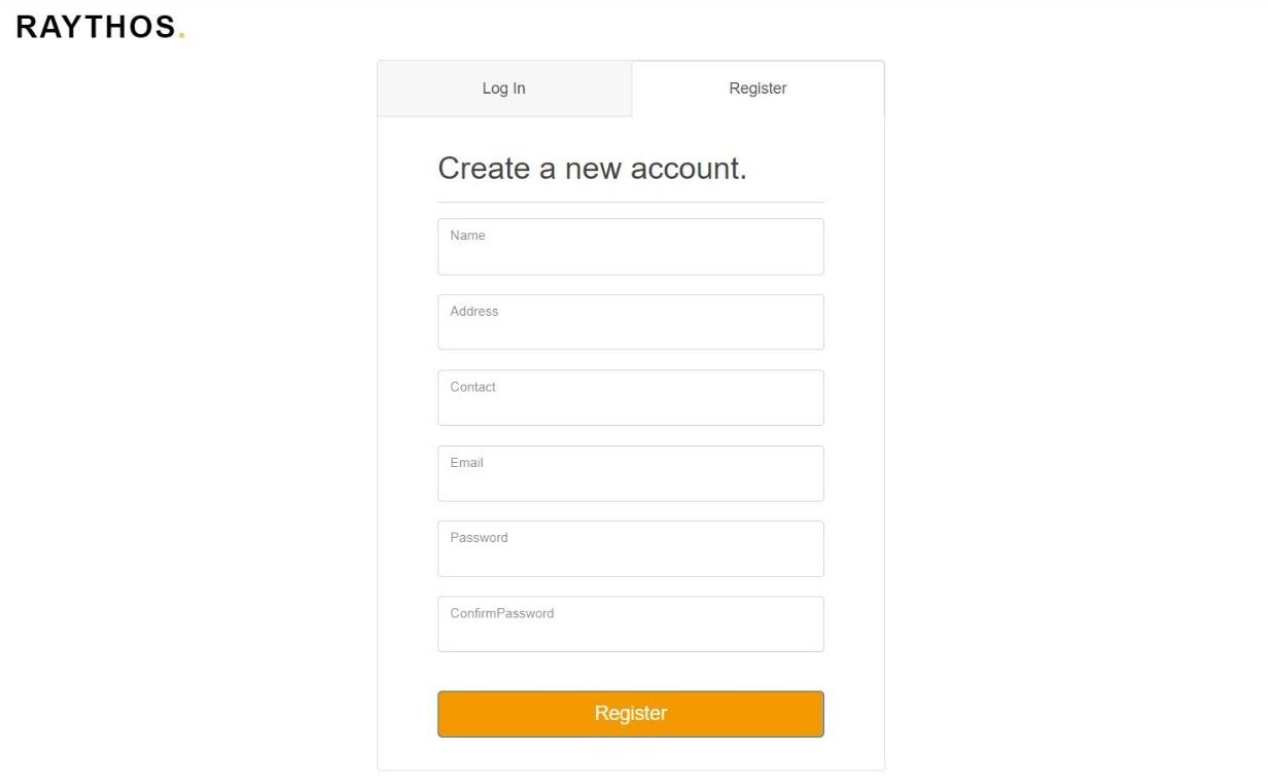 RAYTHOS.
Log In
Register
Create a new account.
Name
Address
Contact
Email
Password
ConfirmPassword
Register